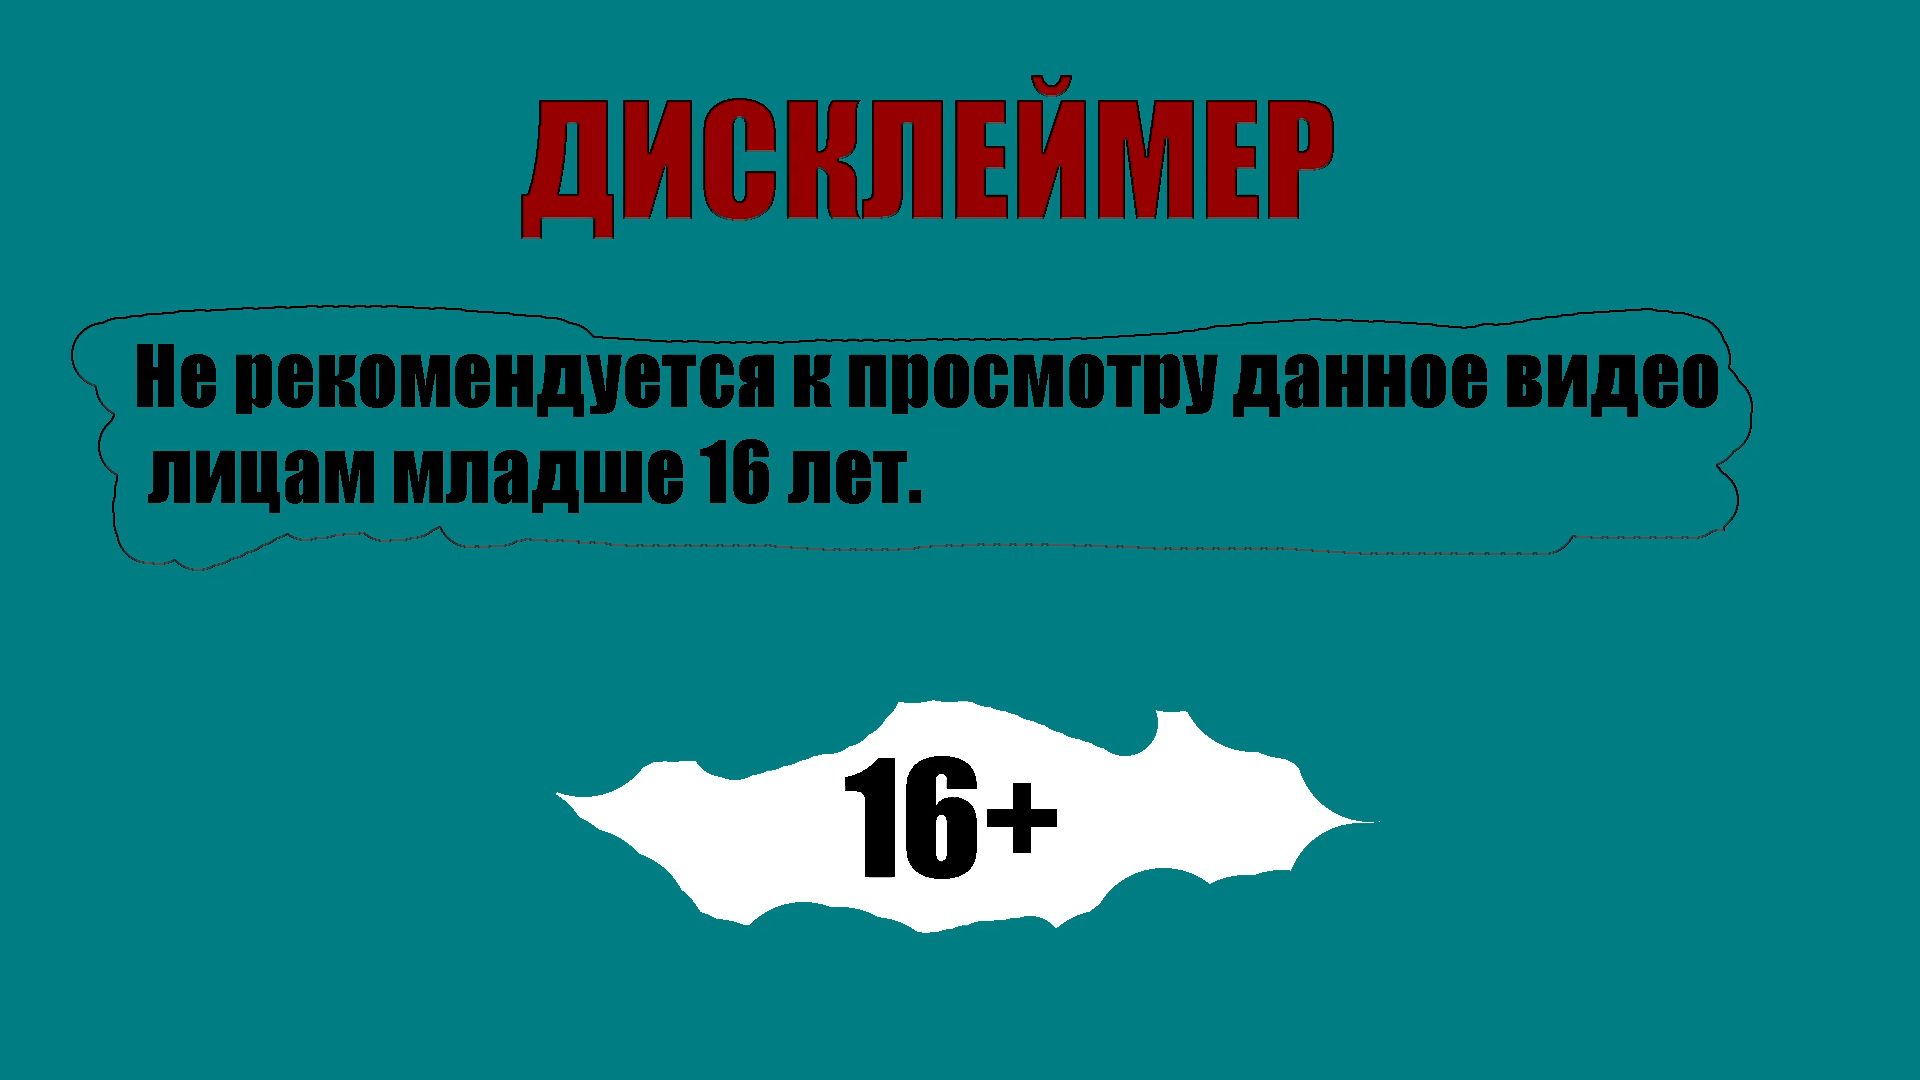 ДИСКЛЕЙМЕР
Не рекомендуется к просмотру данное видео
лицам младше 16 лет.
16+